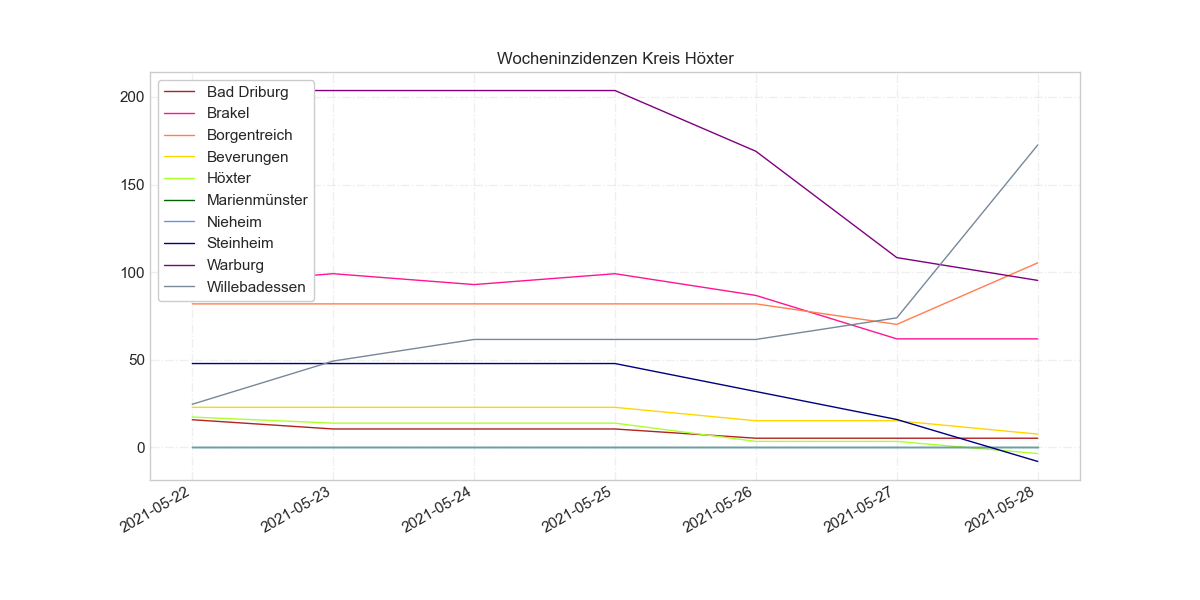 Wocheninzidenzen Kreis Höxter
200
150
100
50
0
Bad Driburg
Brakel
Borgentreich
Beverungen
Höxter
Marienmünster
Nieheim
Steinheim
Warburg
Willebadessen
2021-05-22
2021-05-23
2021-05-24
2021-05-25
2021-05-26
2021-05-27
2021-05-28